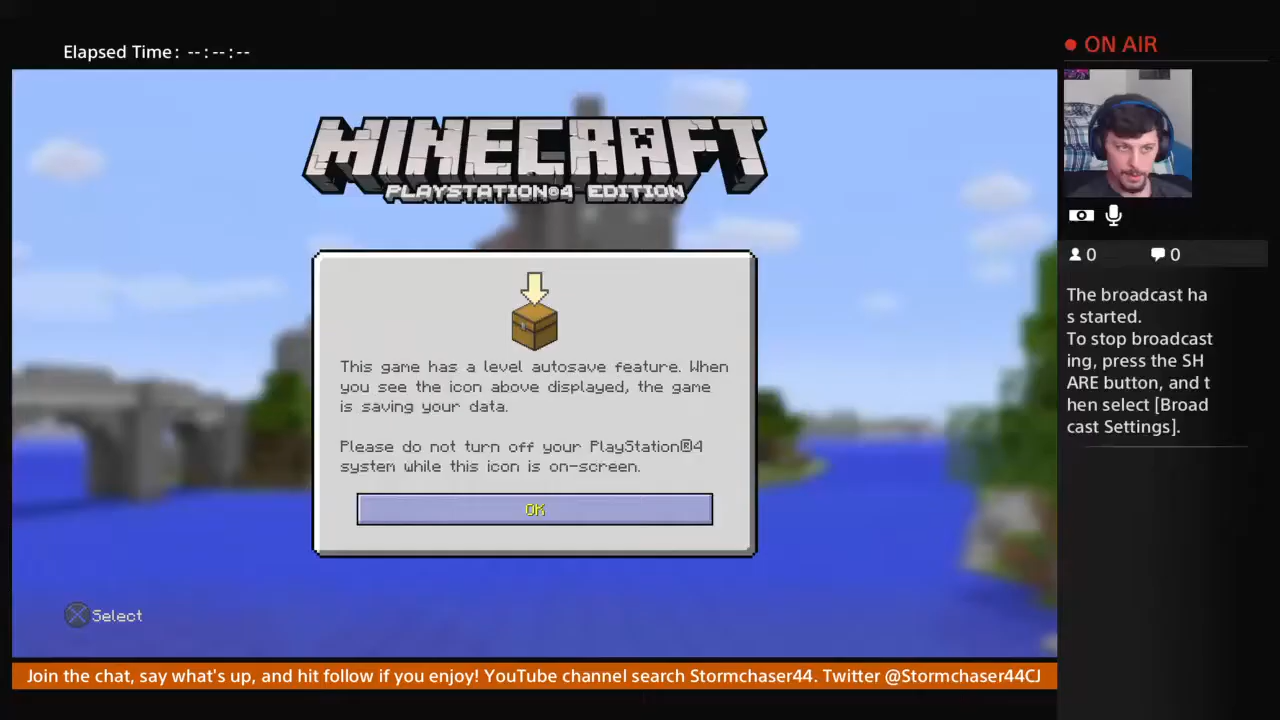 Elapsed Time: --:--:--
ON AIR
MINECRAFT
PLAYSTATION®4 EDITION
0
0
The broadcast ha
s started.
To stop broadcast
ing, press the SH
ARE button, and t
hen select [Broad
cast Settings].
This game has a level autosave feature. When
you see the icon above displayed, the game
is saving your data.
Please do not turn off your PlayStation®4
system while this icon is on-screen.
OK
Select
Join the chat, say what's up, and hit follow if you enjoy! YouTube channel search Stormchaser44. Twitter @Stormchaser44CJ